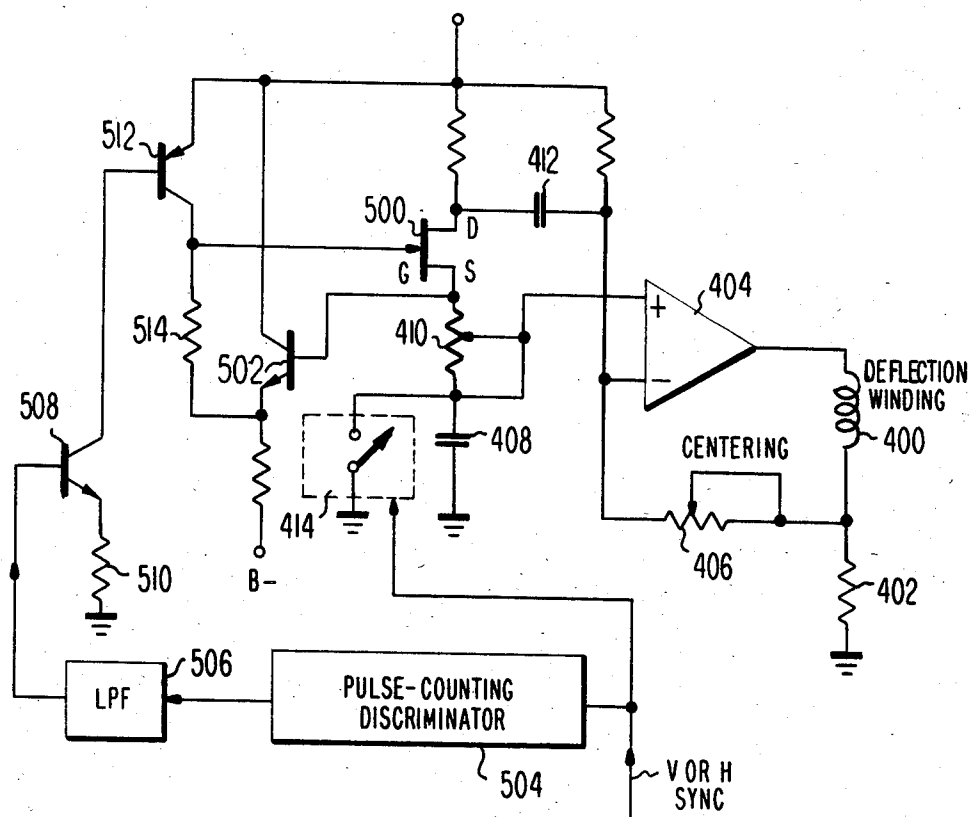 512
412
500
D
G
S
404
+
410
514
502
DEFLECTION
WINDING
508
408
400
CENTERING
414
510
B-
406
402
506
LPF
PULSE-COUNTING
DISCRIMINATOR
504
V OR H
SYNC
-